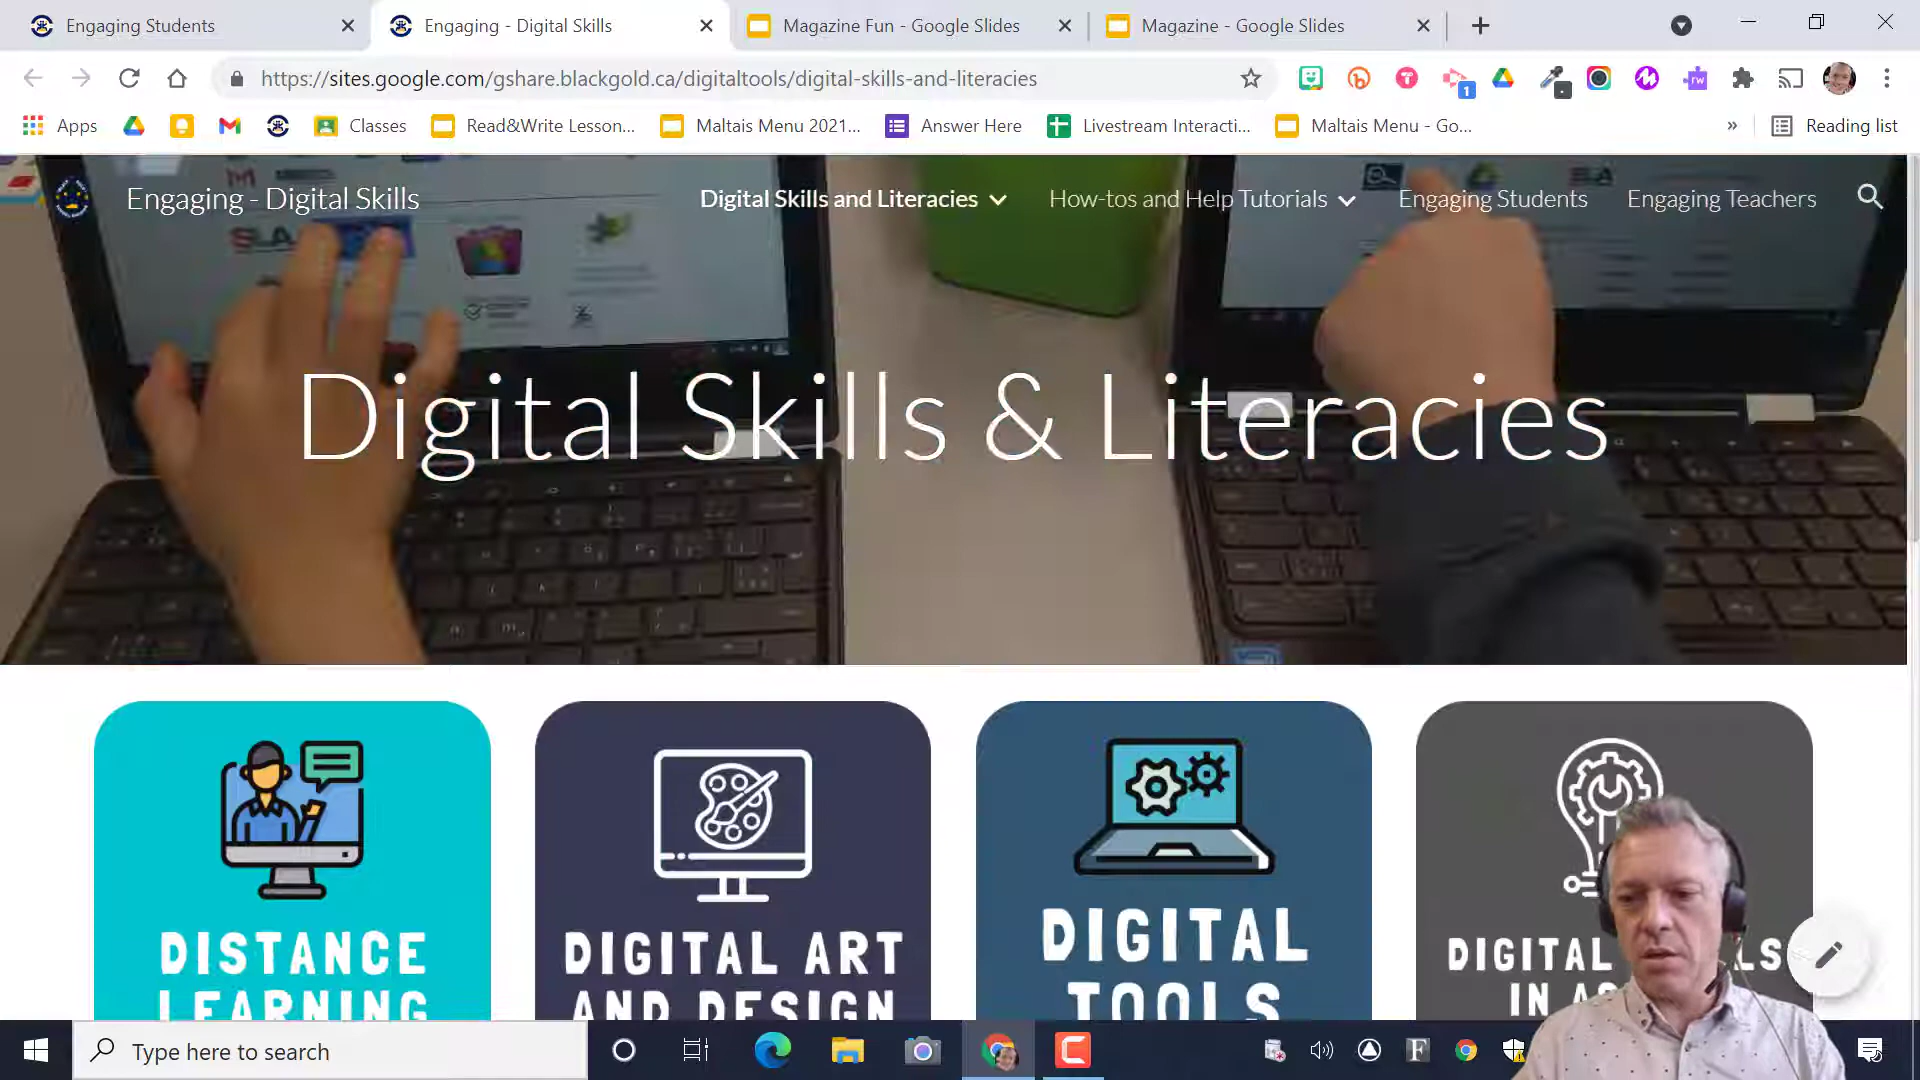 Engaging Students
Engaging - Digital Skills
Magazine Fun - Google Slides
Magazine - Google Slides
https://sites.google.com/gshare.blackgold.ca/digitaltools/digital-skills-and-literacies
1
rw
Apps
Classes
Read&Write Lesson...
Maltais Menu 2021...
Answer Here
Livestream Interacti...
Maltais Menu - Go...
»
Reading list
Engaging - Digital Skills
Digital Skills and Literacies
How-tos and Help Tutorials
Engaging Students
Engaging Teachers
SLA
Digital Skills & Literacies
DISTANCE
LEARNING
DIGITAL ART
AND DESIGN
DIGITAL
TOOLS
DIGITAL
IN
Type here to search